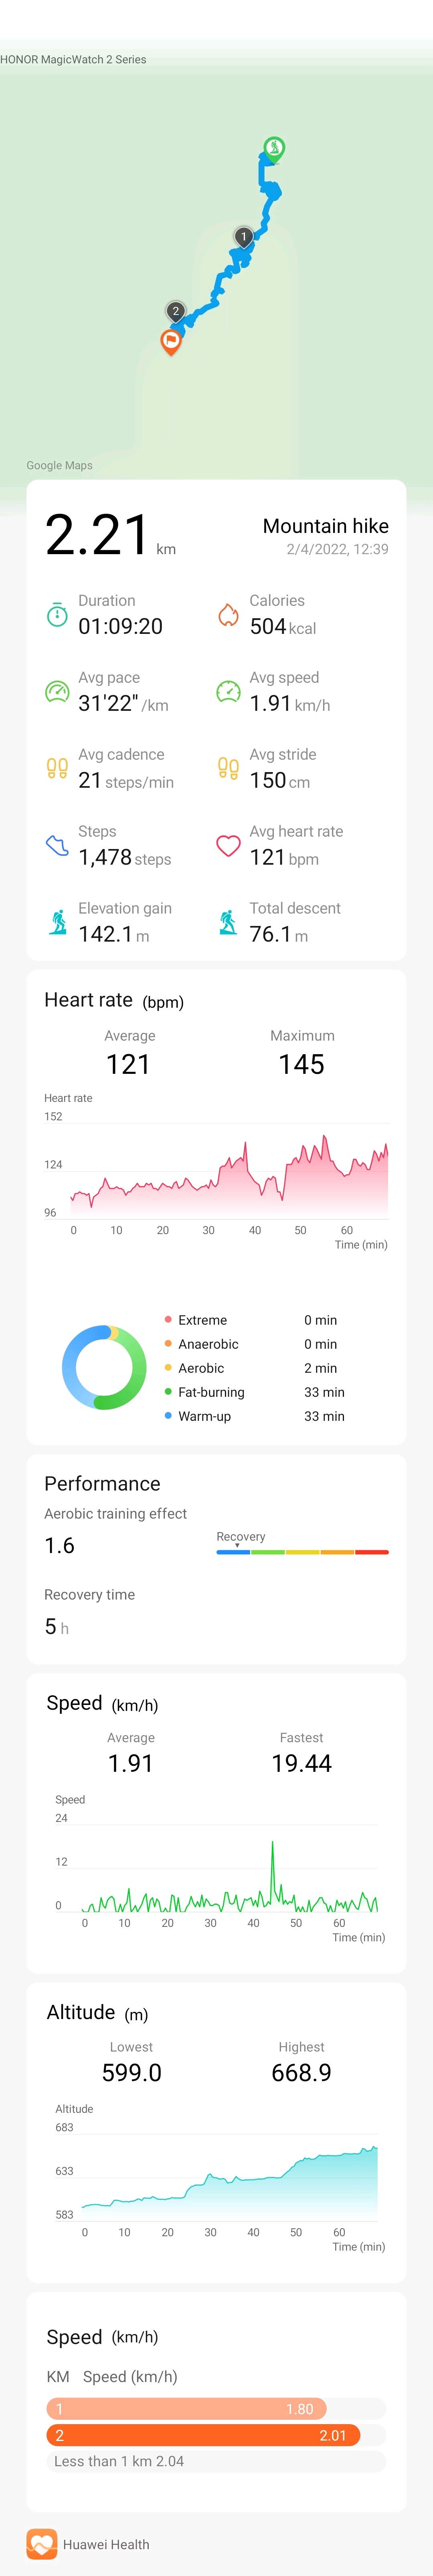 HONOR MagicWatch 2 Series
1
2
Google Maps
2.21 km
Mountain hike
2/4/2022, 12:39
Duration
01:09:20
Calories
504 kcal
Avg pace
31'22" /km
Avg speed
1.91 km/h
Avg cadence
21 steps/min
Avg stride
150 cm
Steps
1,478 steps
Avg heart rate
121 bpm
Elevation gain
142.1 m
Total descent
76.1 m
Heart rate (bpm)
Average
121
Maximum
145
Heart rate
152
124
96
0 10 20 30 40 50 60
Time (min)
Extreme 0 min
Anaerobic 0 min
Aerobic 2 min
Fat-burning 33 min
Warm-up 33 min
Performance
Aerobic training effect
1.6
Recovery
Recovery time
5 h
Speed (km/h)
Average
1.91
Fastest
19.44
Speed
24
12
0
0 10 20 30 40 50 60
Time (min)
Altitude (m)
Lowest
599.0
Highest
668.9
Altitude
683
633
583
0 10 20 30 40 50 60
Time (min)
Speed (km/h)
KM Speed (km/h)
1 1.80
2 2.01
Less than 1 km 2.04
Huawei Health